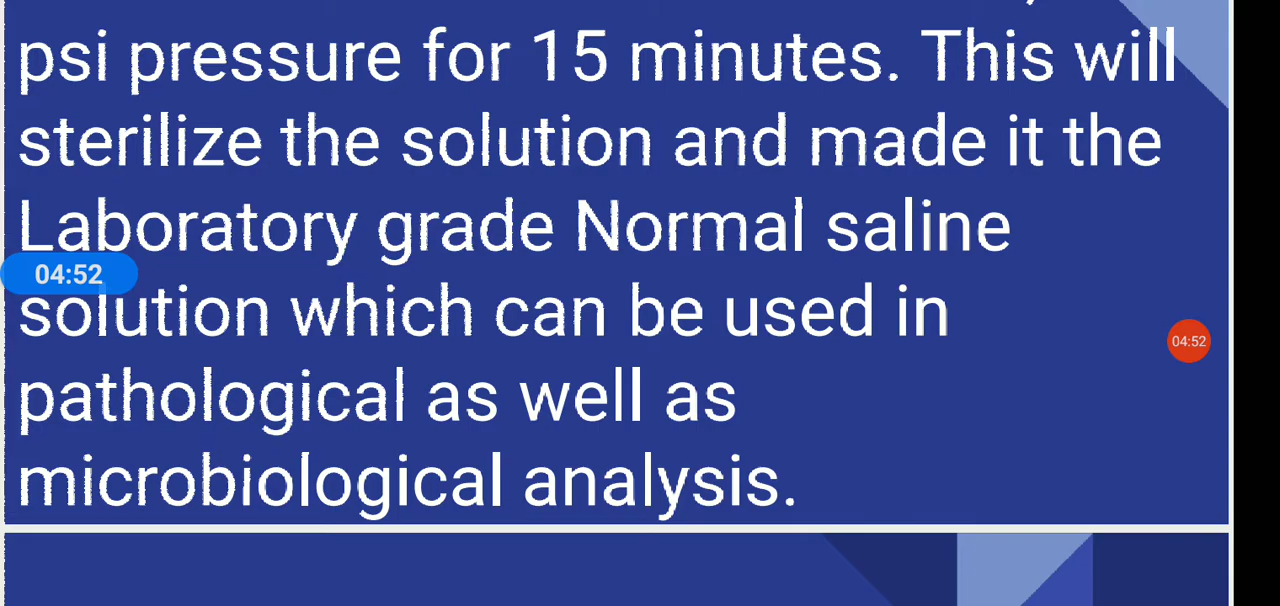 psi pressure for 15 minutes. This will
sterilize the solution and made it the
Laboratory grade Normal saline
04:52
solution which can be used in
04:52
pathological as well as
microbiological analysis.